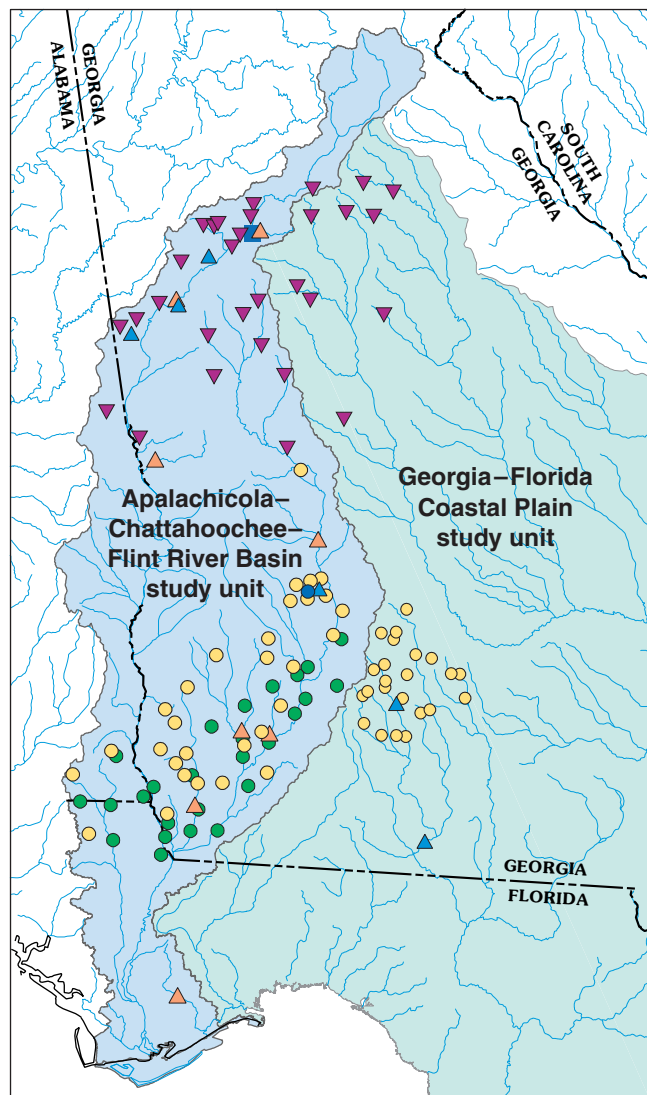 GEORGIA
ALABAMA
SOUTH
CAROLINA
GEORGIA
Georgia–Florida
Coastal Plain
study unit
Apalachicola–
Chattahoochee–
Flint River Basin
study unit
GEORGIA
FLORIDA